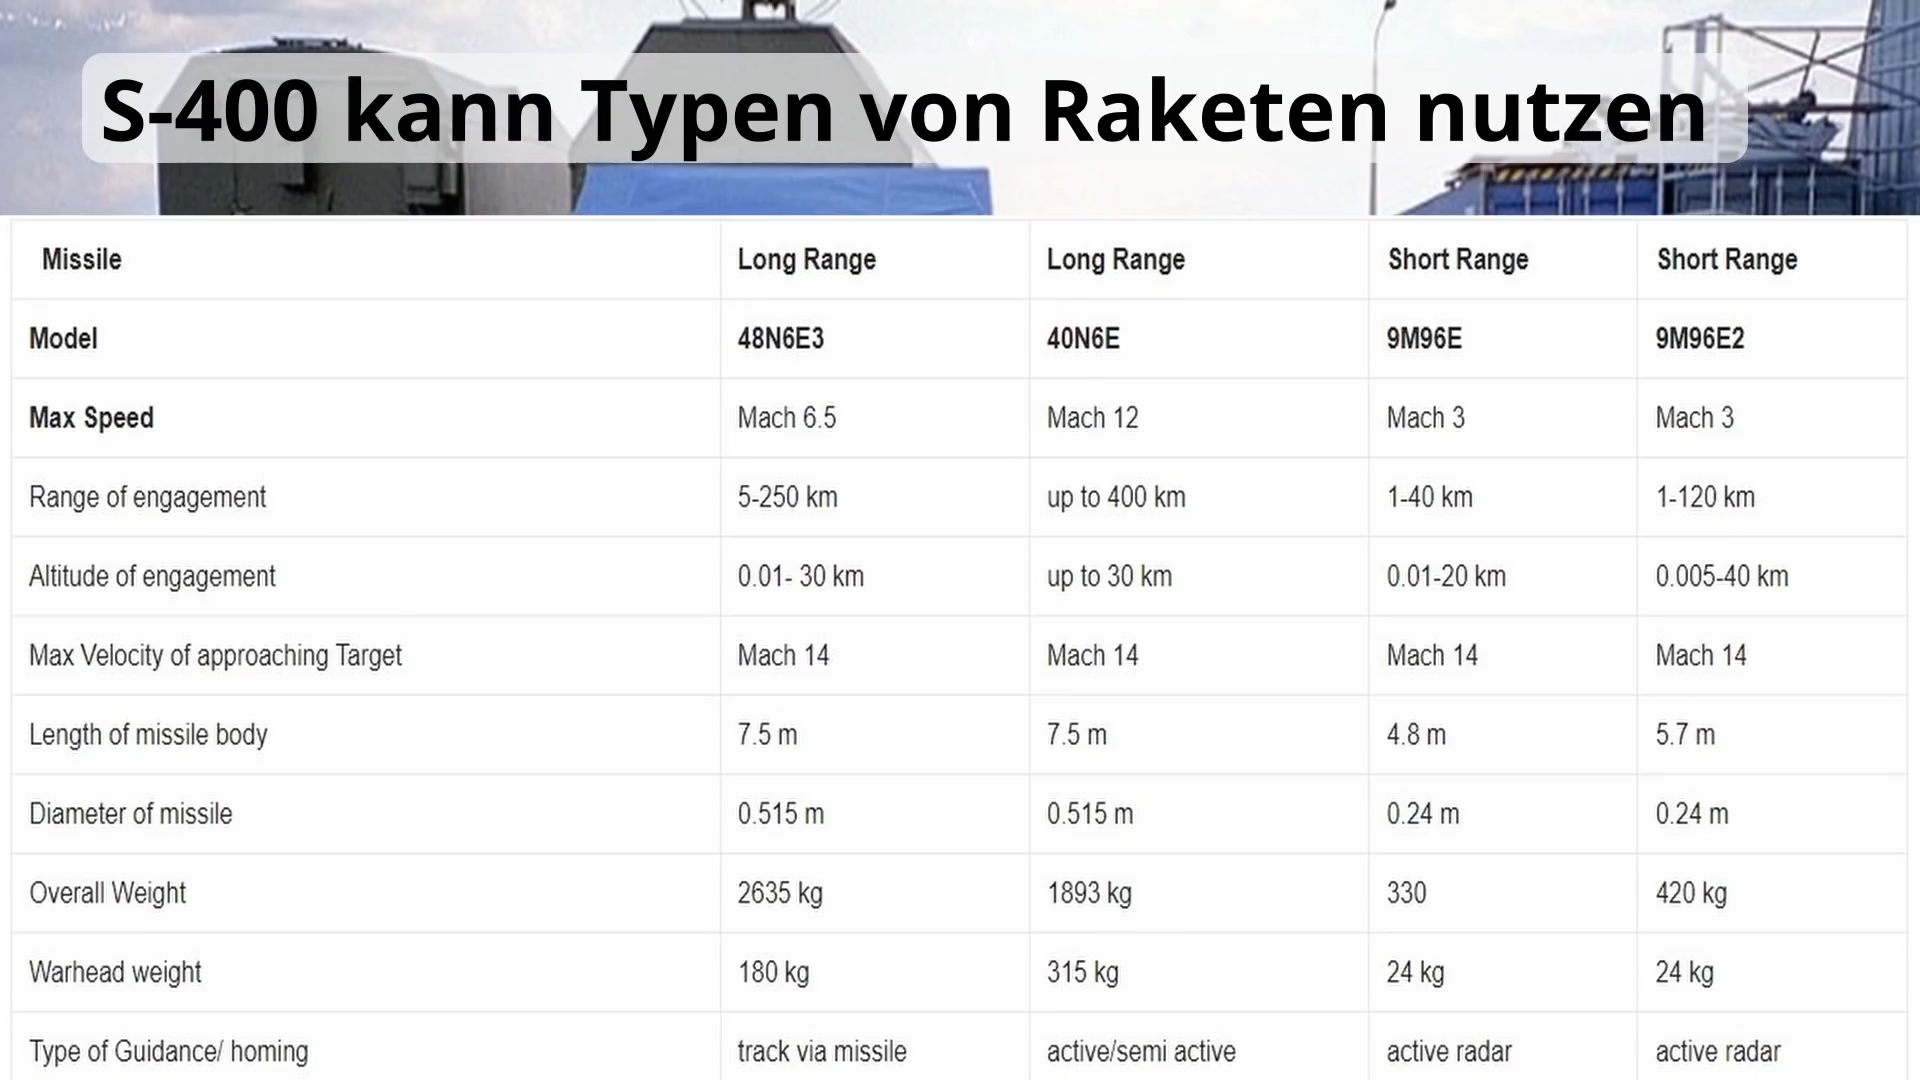 S-400 kann Typen von Raketen nutzen
Missile Long Range Long Range Short Range Short Range
Model 48N6E3 40N6E 9M96E 9M96E2
Max Speed Mach 6.5 Mach 12 Mach 3 Mach 3
Range of engagement 5-250 km up to 400 km 1-40 km 1-120 km
Altitude of engagement 0.01- 30 km up to 30 km 0.01-20 km 0.005-40 km
Max Velocity of approaching Target Mach 14 Mach 14 Mach 14 Mach 14
Length of missile body 7.5 m 7.5 m 4.8 m 5.7 m
Diameter of missile 0.515 m 0.515 m 0.24 m 0.24 m
Overall Weight 2635 kg 1893 kg 330 420 kg
Warhead weight 180 kg 315 kg 24 kg 24 kg
Type of Guidance/ homing track via missile active/semi active active radar active radar